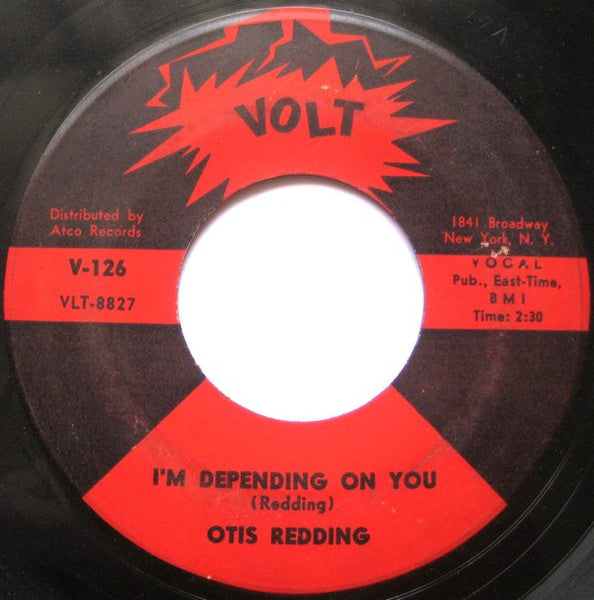 VOLT
Distributed by
Atco Records
1841 Broadway
New York, N. Y.
V-126
VLT-8827
VOCAL
Pub., East-Time,
BMI
Time: 2:30
I'M DEPENDING ON YOU
(Redding)
OTIS REDDING